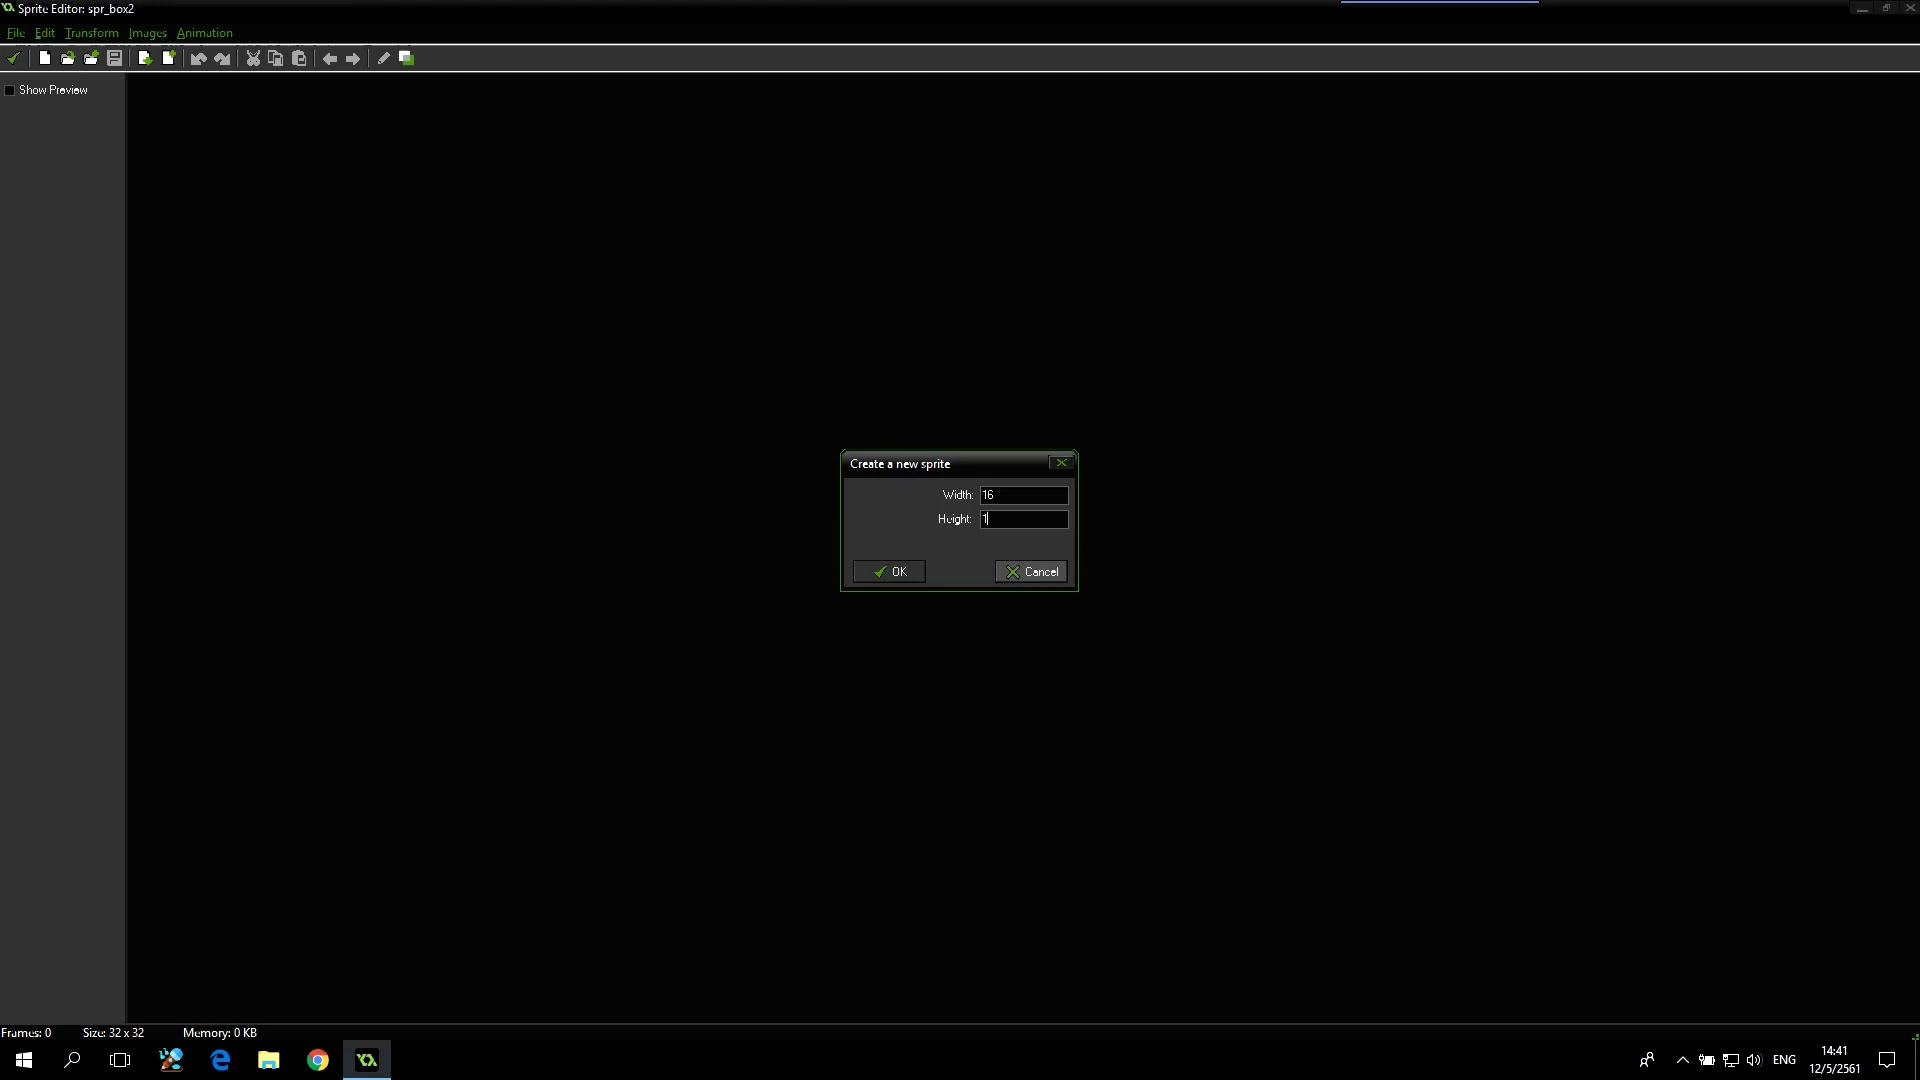 Sprite Editor: spr_box2
File Edit Transform Images Animation
Show Preview
Create a new sprite
Width: 16
Height: 1
OK Cancel
Frames: 0 Size: 32 x 32 Memory: 0 KB
ENG
14:41
12/5/2561